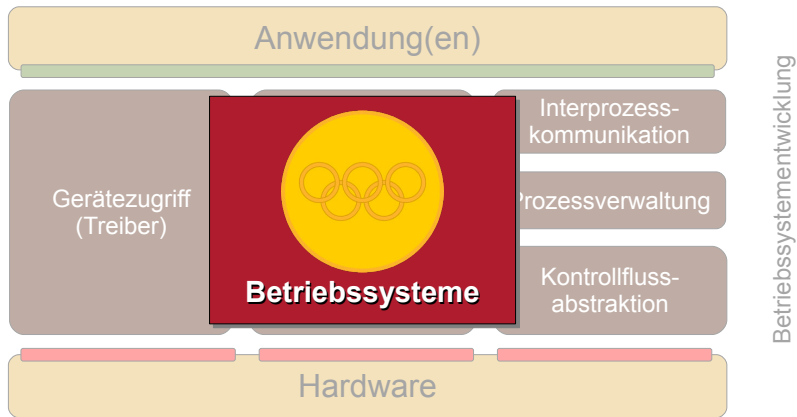 Anwendung(en)
Gerätezugriff
(Treiber)
Betriebssysteme
Interprozess-
kommunikation
Prozessverwaltung
Kontrollfluss-
abstraktion
Hardware
Betriebssystementwicklung